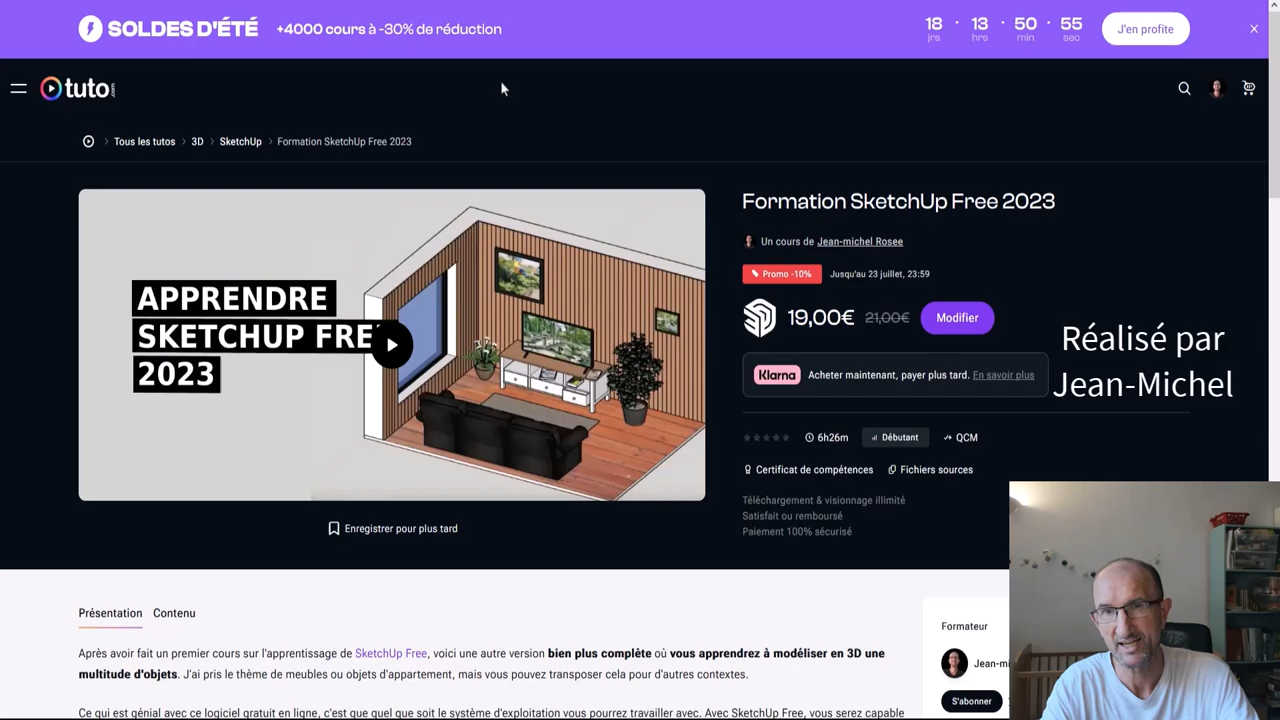 SOLDES D'ÉTÉ +4000 cours à -30% de réduction 18 · 13 · 50 · 55 J'en profite
jrs hrs min sec
tuto.com
Tous les tutos > 3D > SketchUp > Formation SketchUp Free 2023
Formation SketchUp Free 2023
Un cours de Jean-michel Rosee
Promo -10% Jusqu'au 23 juillet, 23:59
19,00€ 21,00€ Modifier
Klarna Acheter maintenant, payer plus tard. En savoir plus
6h26m Débutant QCM
Certificat de compétences Fichiers sources
Téléchargement & visionnage illimité
Satisfait ou remboursé
Paiement 100% sécurisé
APPRENDRE
SKETCHUP FREE
2023
Enregistrer pour plus tard
Réalisé par
Jean-Michel
Présentation Contenu
Après avoir fait un premier cours sur l'apprentissage de SketchUp Free, voici une autre version bien plus complète où vous apprendrez à modéliser en 3D une
multitude d'objets. J'ai pris le thème de meubles ou objets d'appartement, mais vous pouvez transposer cela pour d'autres contextes.
Ce qui est génial avec ce logiciel gratuit en ligne, c'est que quel que soit le système d'exploitation vous pourrez travailler avec. Avec SketchUp Free, vous serez capable
Formateur
Jean-mi
S'abonner